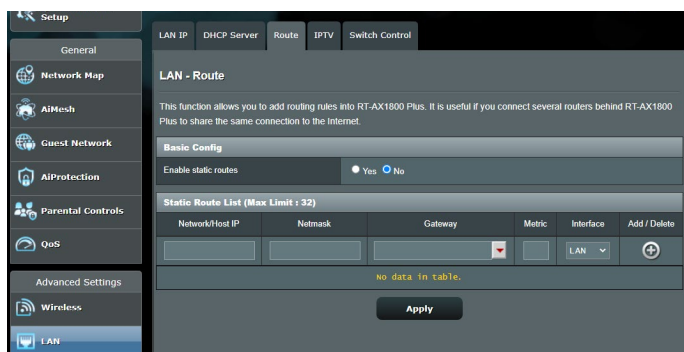 Setup
General
Network Map
AiMesh
Guest Network
AiProtection
Parental Controls
QoS
Advanced Settings
Wireless
LAN
LAN IP DHCP Server Route IPTV Switch Control
LAN - Route
This function allows you to add routing rules into RT-AX1800 Plus. It is useful if you connect several routers behind RT-AX1800
Plus to share the same connection to the Internet.
Basic Config
Enable static routes Yes No
Static Route List (Max Limit : 32)
Network/Host IP Netmask Gateway Metric Interface Add / Delete
LAN
No data in table.
Apply